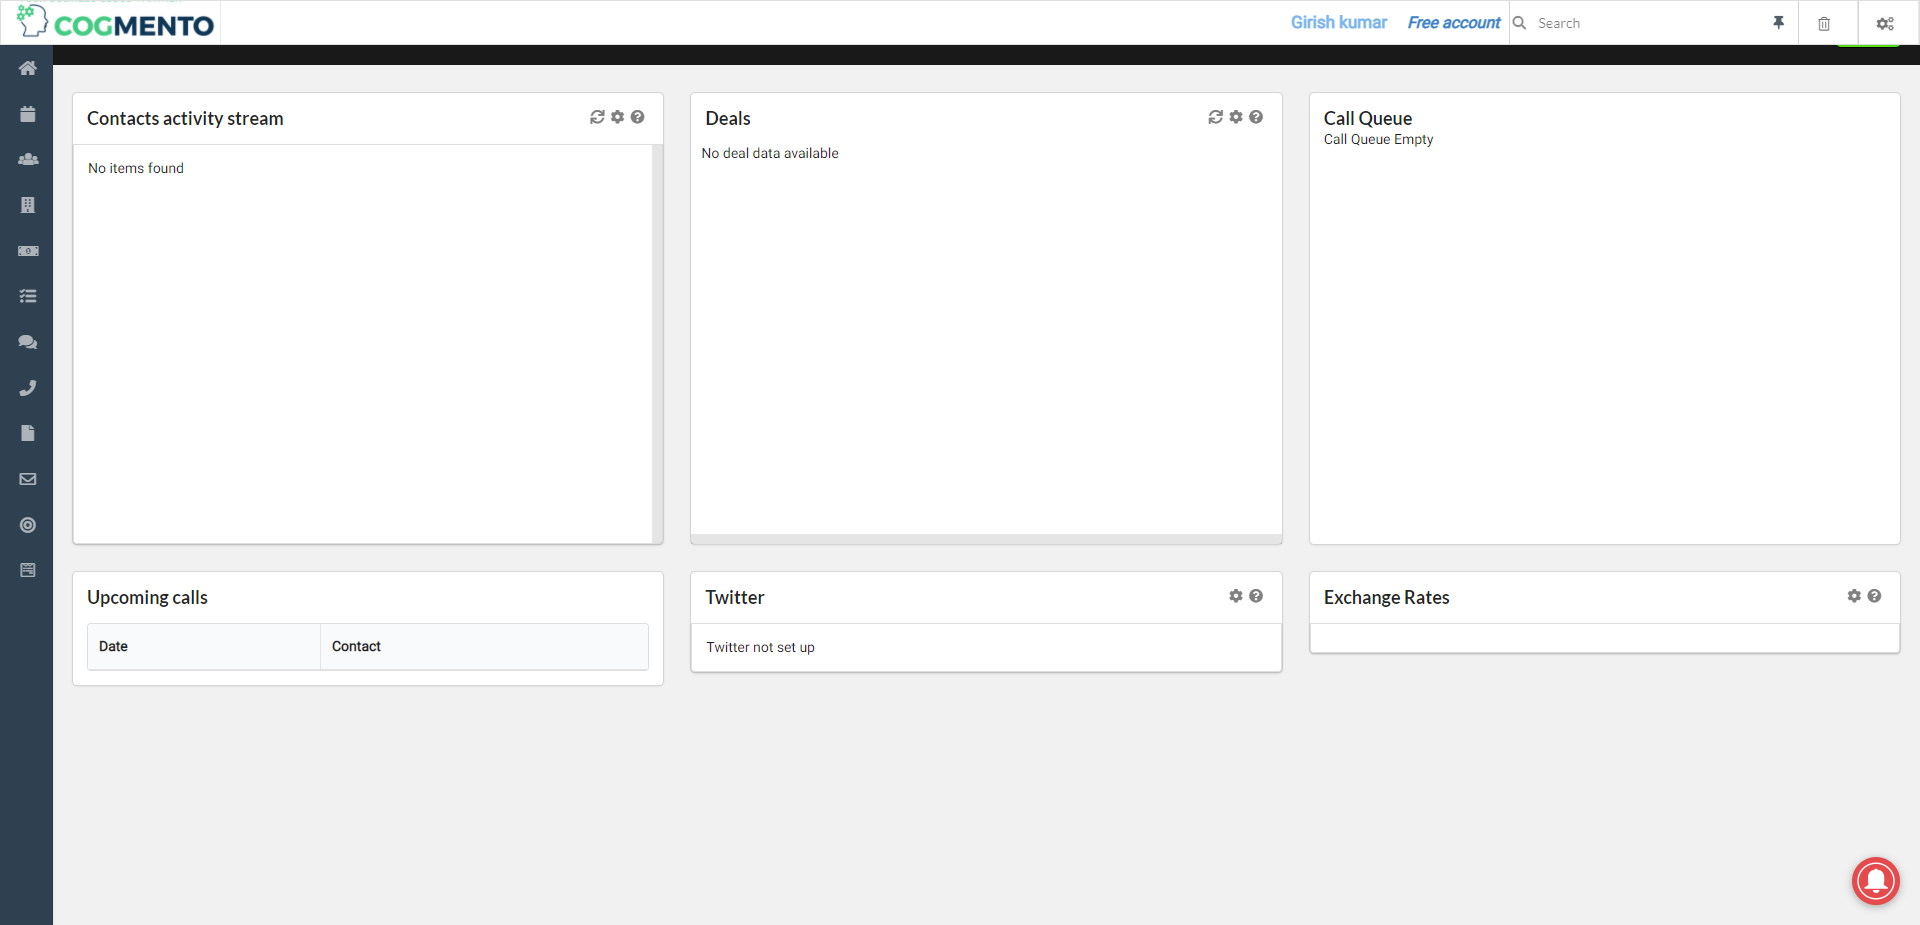 COGMENTO
Girish kumar
Free account
Search
Contacts activity stream
No items found
Deals
No deal data available
Call Queue
Call Queue Empty
Upcoming calls
Date
Contact
Twitter
Twitter not set up
Exchange Rates